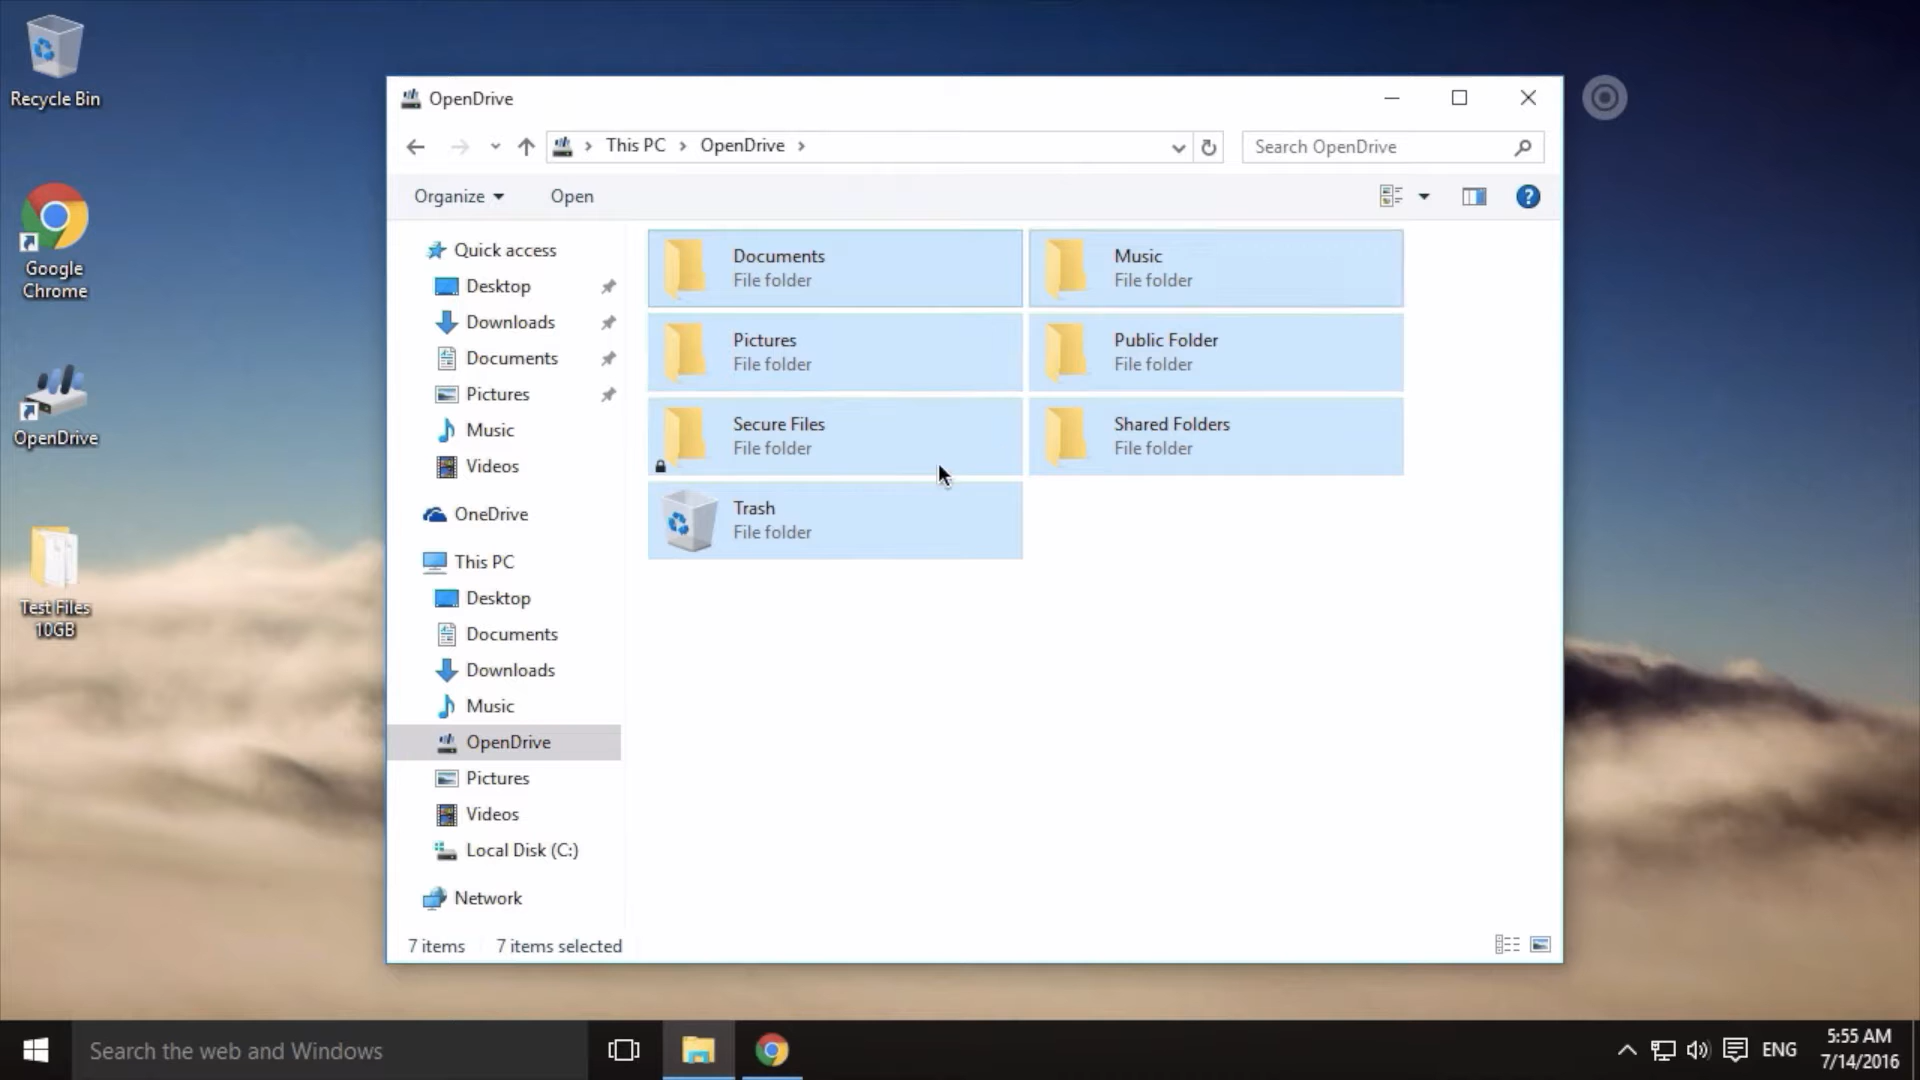 Recycle Bin
Google
Chrome
OpenDrive
Test Files
10GB
OpenDrive
This PC
OpenDrive
Search OpenDrive
Organize
Open
Quick access
Desktop
Downloads
Documents
Pictures
Music
Videos
OneDrive
This PC
Desktop
Documents
Downloads
Music
OpenDrive
Pictures
Videos
Local Disk (C:)
Network
Documents
File folder
Music
File folder
Pictures
File folder
Public Folder
File folder
Secure Files
File folder
Shared Folders
File folder
Trash
File folder
7 items
7 items selected
Search the web and Windows
ENG
5:55 AM
7/14/2016